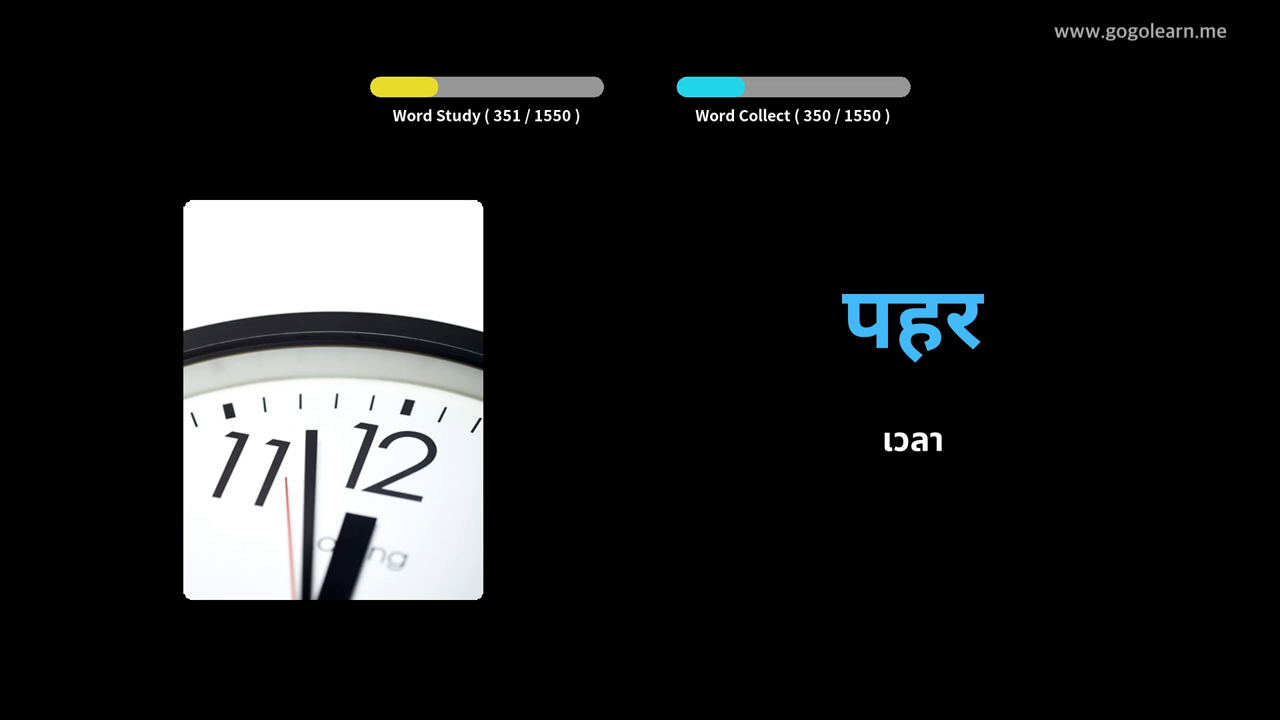 www.gogolearn.me
Word Study ( 351 / 1550 )
Word Collect ( 350 / 1550 )
पहर
เวลา
11 12